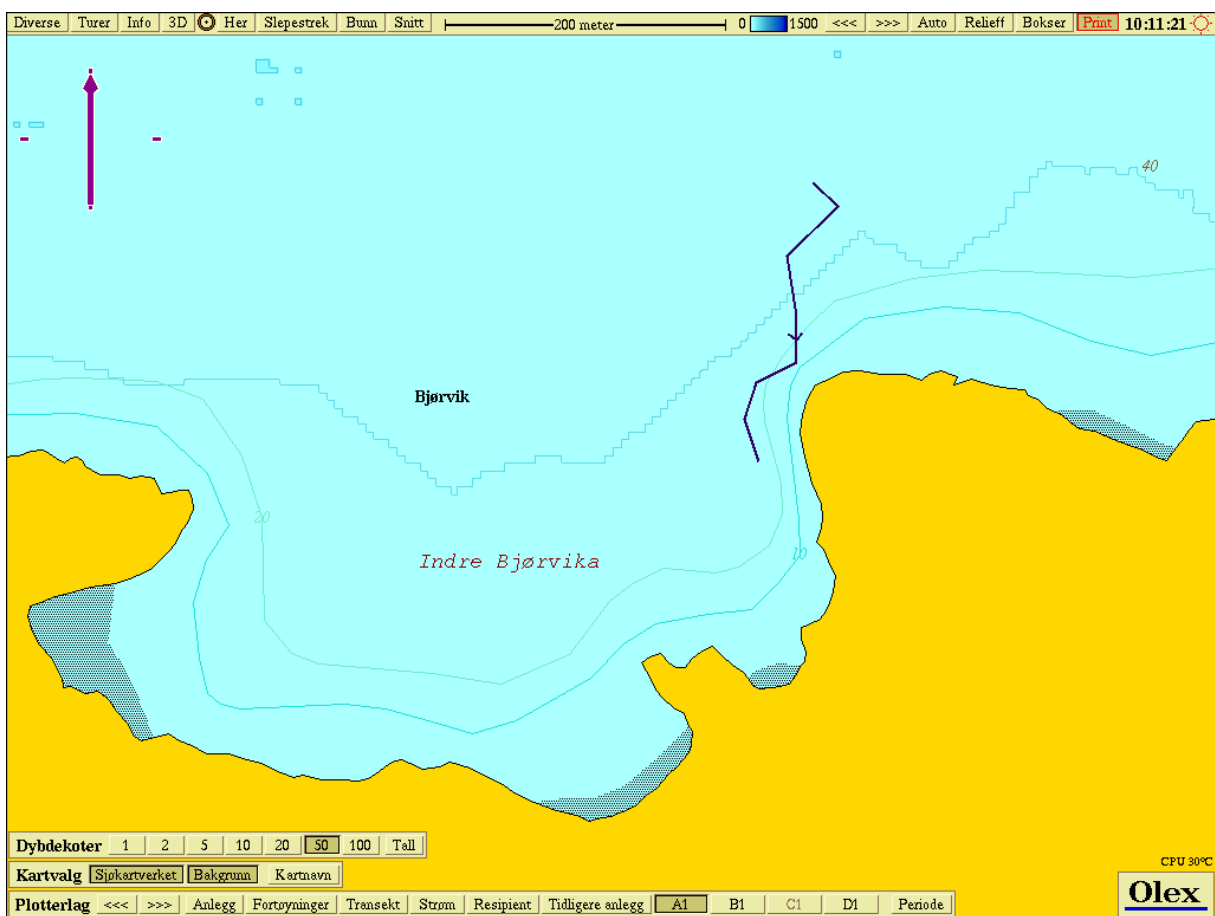 Diverse Turer Info 3D Her Slepestrek Bunn Snitt 200 meter 0 1500 <<< >>> Auto Relieff Bokser Print 10:11:21
40
Bjørvik
20
Indre Bjørvika
10
Dybdekoter 1 2 5 10 20 50 100 Tall
CPU 30°C
Kartvalg Sjøkartverket Bakgrunn Kartnavn
Olex
Plotterlag <<< >>> Anlegg Fortøyninger Transekt Strøm Resipient Tidligere anlegg A1 B1 C1 D1 Periode